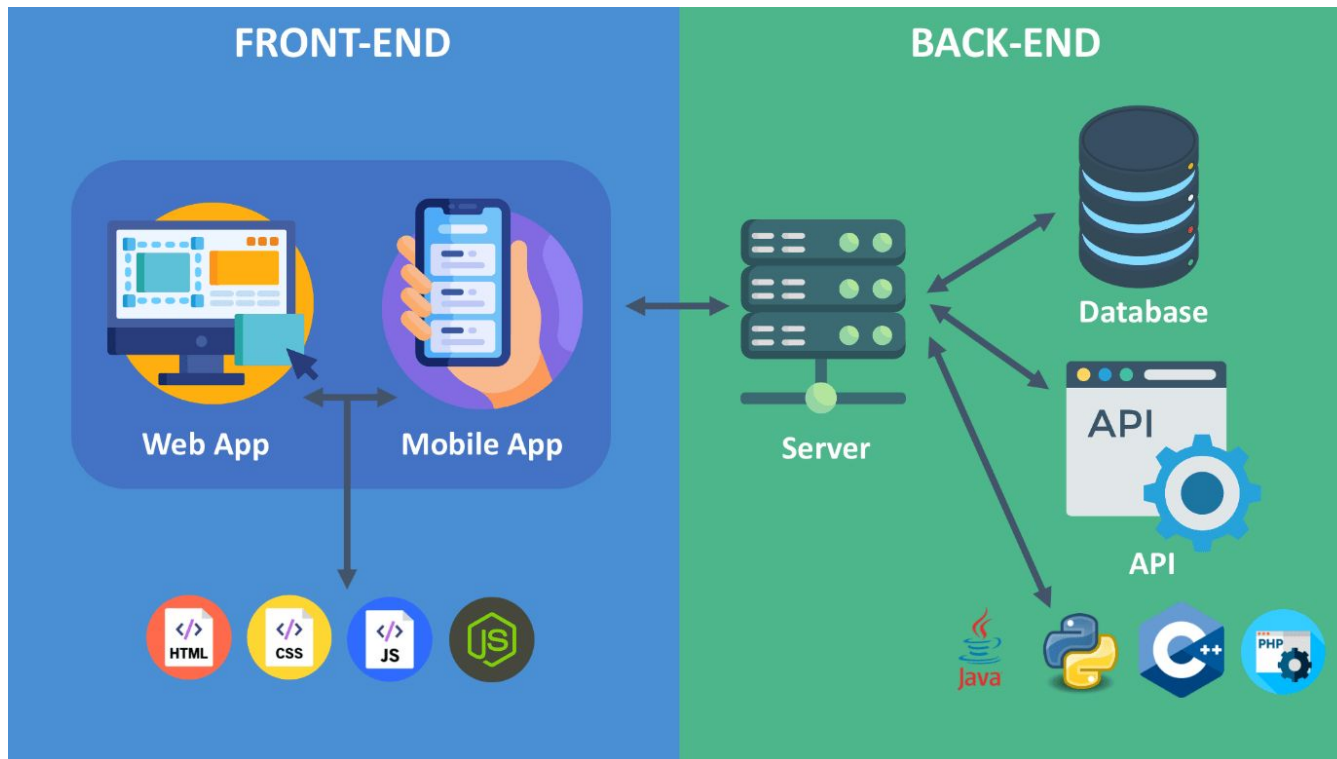 FRONT-END
BACK-END
Web App
Mobile App
Server
Database
API
API
</> HTML
</> CSS
</> JS
JS
Java
C++
PHP